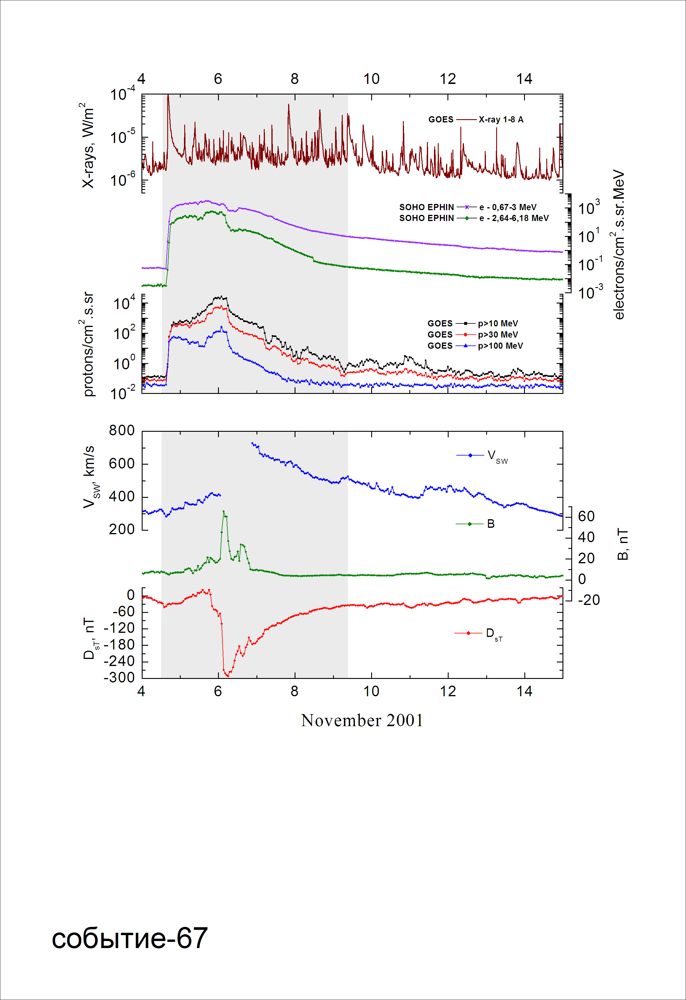 4 6 8 10 12 14
X-rays, W/m²
10⁻⁴
10⁻⁵
10⁻⁶
GOES X-ray 1-8 A
SOHO EPHIN e - 0,67-3 MeV
SOHO EPHIN e - 2,64-6,18 MeV
electrons/cm².s.sr.MeV
10³
10¹
10⁻¹
10⁻³
protons/cm².s.sr
10⁴
10²
10⁰
10⁻²
GOES p>10 MeV
GOES p>30 MeV
GOES p>100 MeV
V_SW, km/s
800
600
400
200
V_SW
B
B, nT
60
40
20
0
-20
D_sT, nT
0
-60
-120
-180
-240
-300
D_sT
4 6 8 10 12 14
November 2001
событие-67